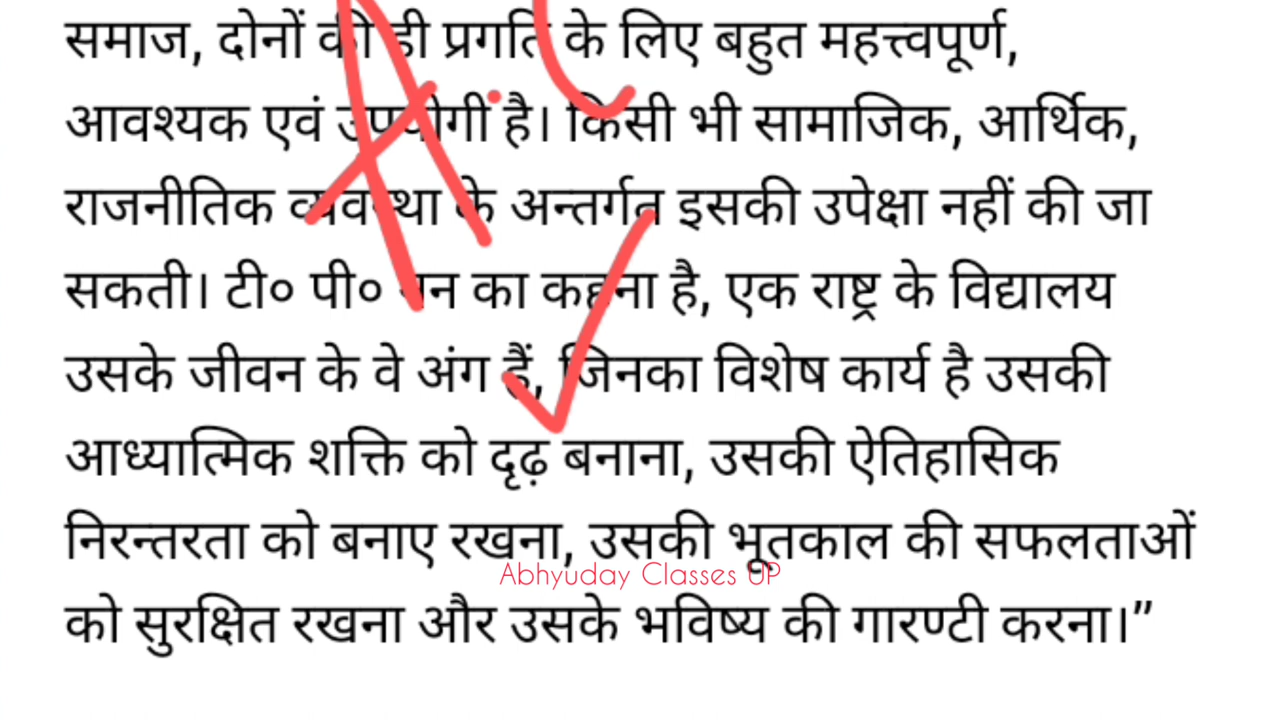 समाज, दोनों की ही प्रगति के लिए बहुत महत्त्वपूर्ण,
आवश्यक एवं उपयोगी है। किसी भी सामाजिक, आर्थिक,
राजनीतिक व्यवस्था के अन्तर्गत इसकी उपेक्षा नहीं की जा
सकती। टी० पी० नन का कहना है, एक राष्ट्र के विद्यालय
उसके जीवन के वे अंग हैं, जिनका विशेष कार्य है उसकी
आध्यात्मिक शक्ति को दृढ़ बनाना, उसकी ऐतिहासिक
निरन्तरता को बनाए रखना, उसकी भूतकाल की सफलताओं
Abhyuday Classes UP
को सुरक्षित रखना और उसके भविष्य की गारण्टी करना।”